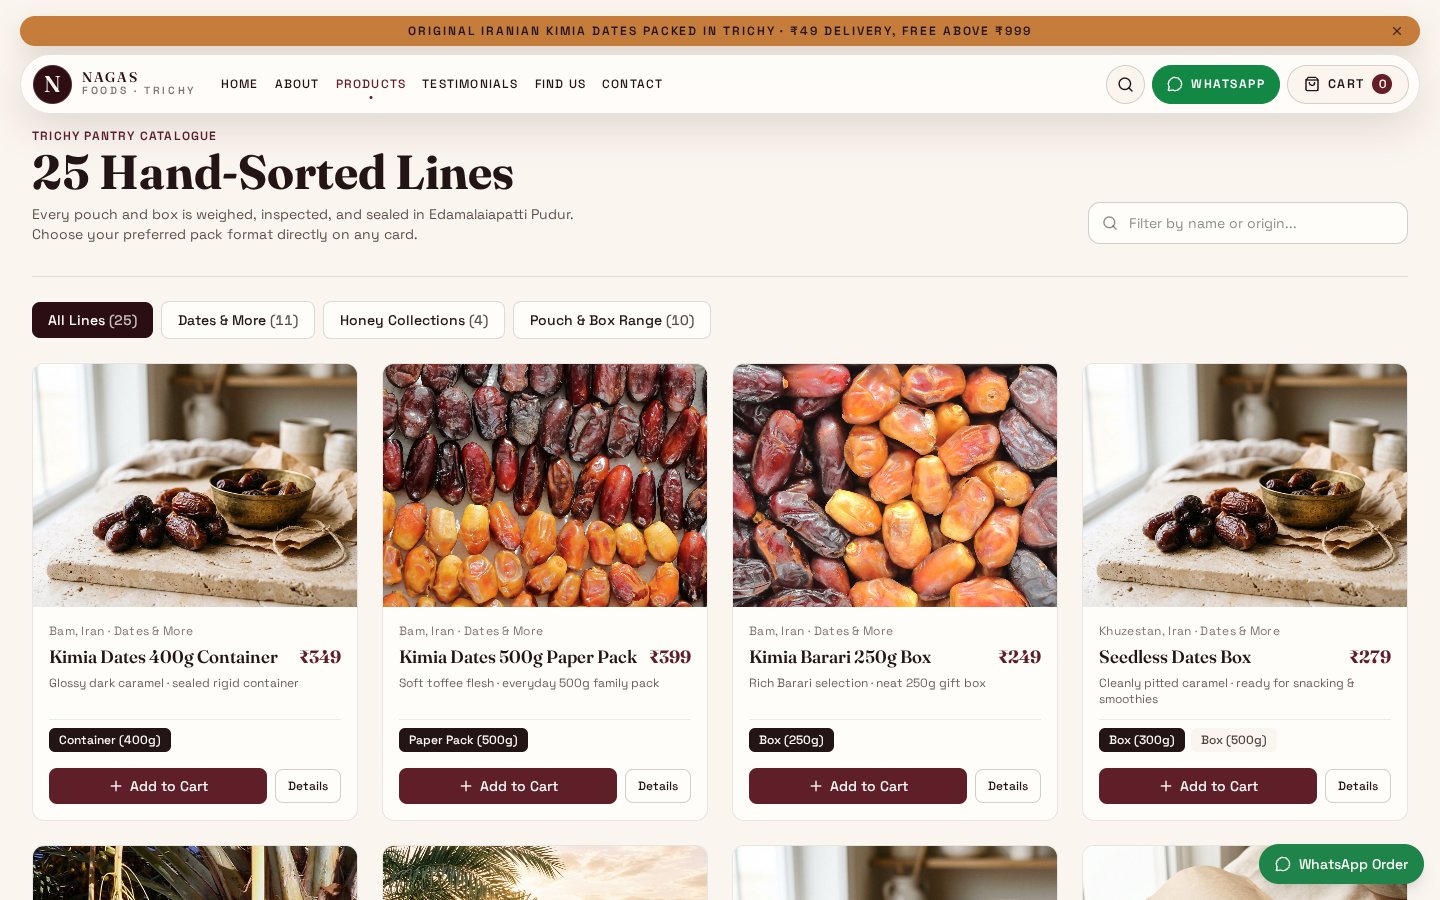 ORIGINAL IRANIAN KIMIA DATES PACKED IN TRICHY · ₹49 DELIVERY, FREE ABOVE ₹999
N
NAGAS
FOODS · TRICHY
HOME
ABOUT
PRODUCTS
TESTIMONIALS
FIND US
CONTACT
WHATSAPP
CART 0
TRICHY PANTRY CATALOGUE
25 Hand-Sorted Lines
Every pouch and box is weighed, inspected, and sealed in Edamalaipatti Pudur.
Choose your preferred pack format directly on any card.
Filter by name or origin...
All Lines (25)
Dates & More (11)
Honey Collections (4)
Pouch & Box Range (10)
Bam, Iran · Dates & More
Kimia Dates 400g Container ₹349
Glossy dark caramel · sealed rigid container
Container (400g)
Add to Cart
Details
Bam, Iran · Dates & More
Kimia Dates 500g Paper Pack ₹399
Soft toffee flesh · everyday 500g family pack
Paper Pack (500g)
Add to Cart
Details
Bam, Iran · Dates & More
Kimia Barari 250g Box ₹249
Rich Barari selection · neat 250g gift box
Box (250g)
Add to Cart
Details
Khuzestan, Iran · Dates & More
Seedless Dates Box ₹279
Cleanly pitted caramel · ready for snacking &
smoothies
Box (300g)
Box (500g)
Add to Cart
Details
WhatsApp Order